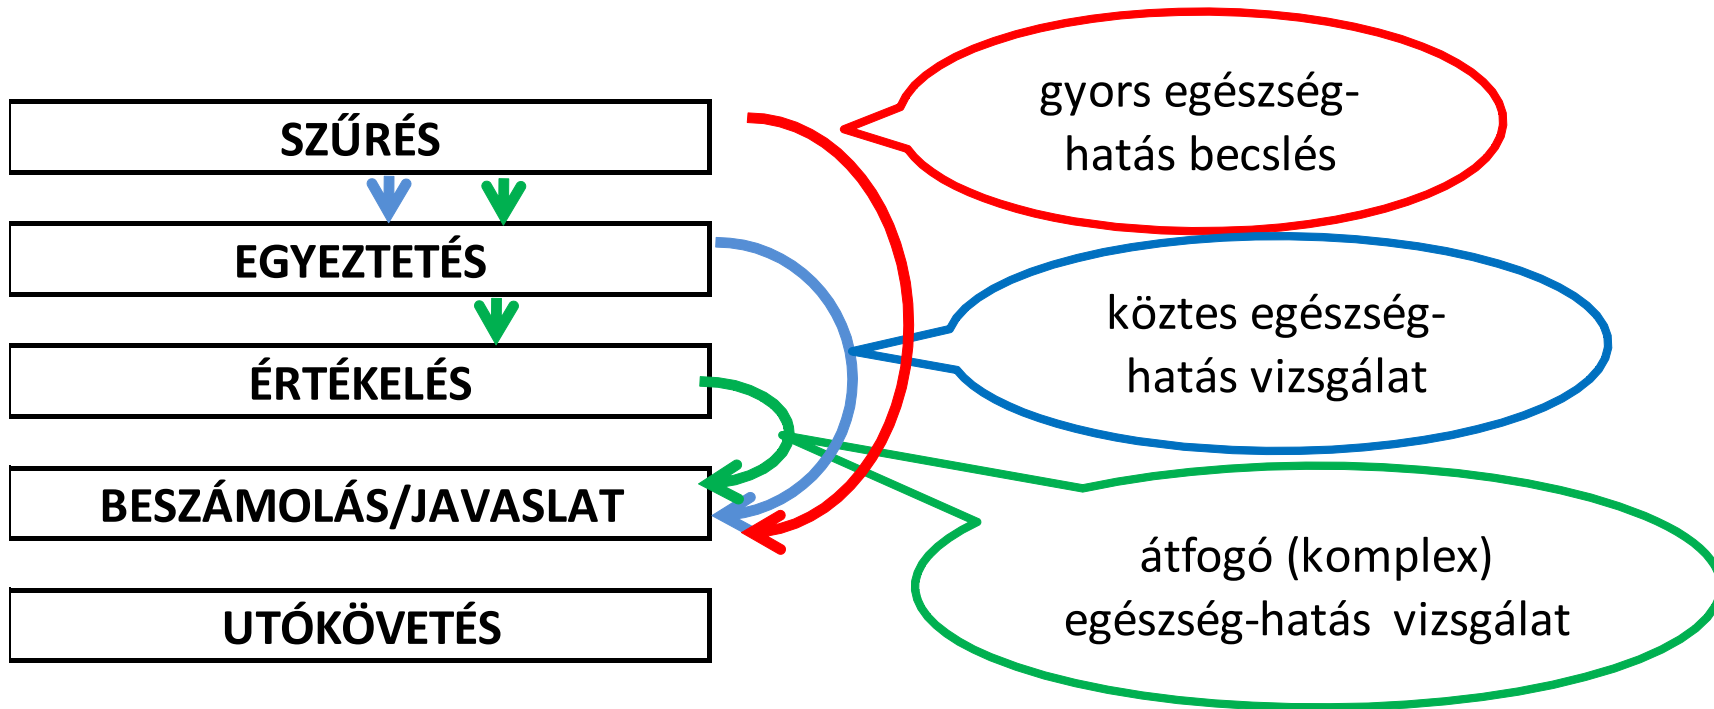 SZŰRÉS
EGYEZTETÉS
ÉRTÉKELÉS
BESZÁMOLÁS/JAVASLAT
UTÓKÖVETÉS
gyors egészség-
hatás becslés
köztes egészség-
hatás vizsgálat
átfogó (komplex)
egészség-hatás vizsgálat